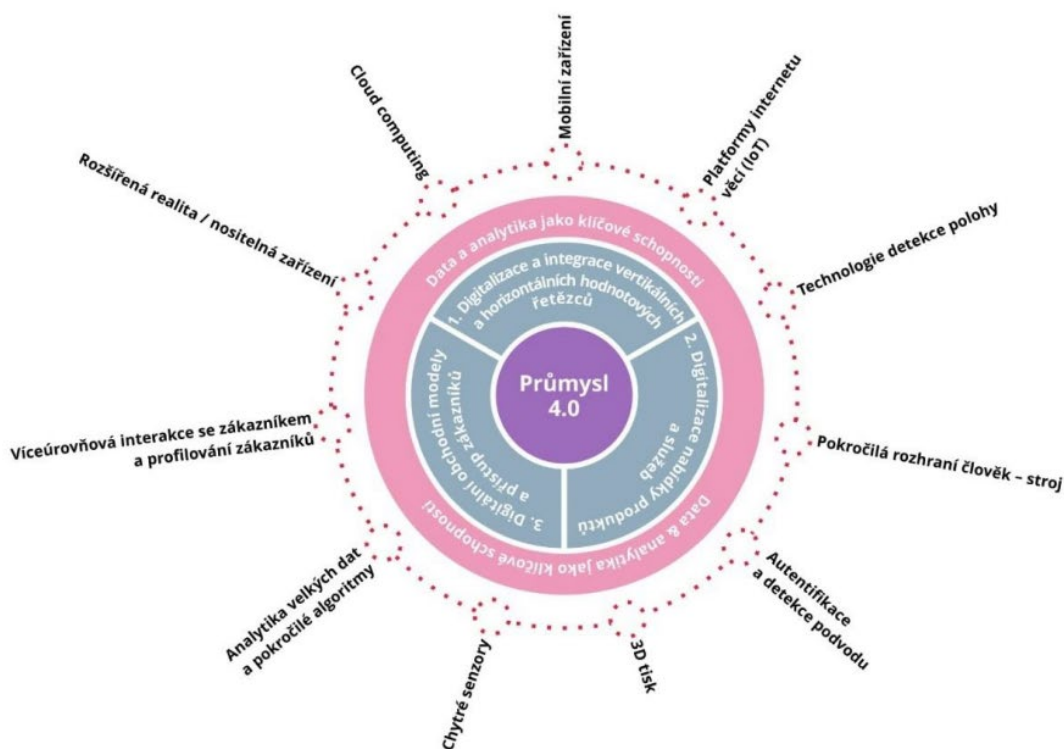 Mobilní zařízení
Platformy internetu
věcí (IoT)
Technologie detekce polohy
Pokročilá rozhraní člověk – stroj
Autentifikace
a detekce podvodu
3D tisk
Chytré senzory
Analytika velkých dat
a pokročilé algoritmy
Víceúrovňová interakce se zákazníkem
a profilování zákazníků
Rozšířená realita / nositelná zařízení
Cloud computing
Data a analytika jako klíčové schopnosti
Data & analytika jako klíčové schopnosti
1. Digitalizace a integrace vertikálních
a horizontálních hodnotových
řetězců
2. Digitalizace nabídky produktů
a služeb
3. Digitální obchodní modely
a přístup zákazníků
Průmysl
4.0